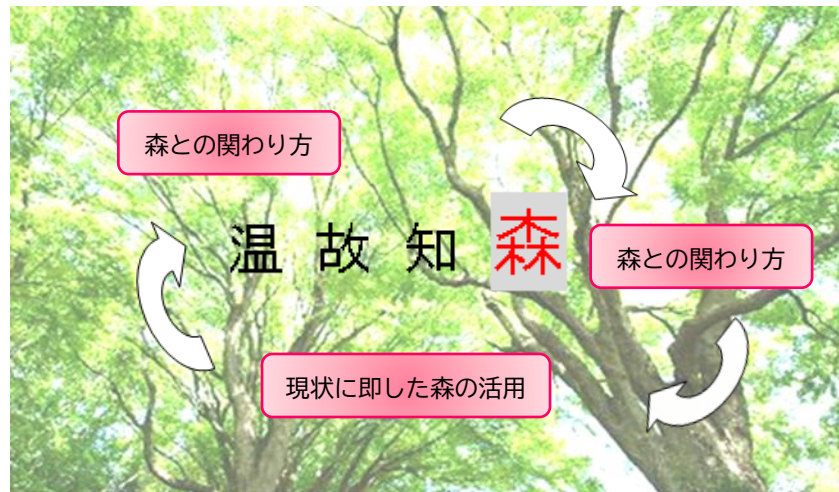 森との関わり方
温故知森
森との関わり方
現状に即した森の活用